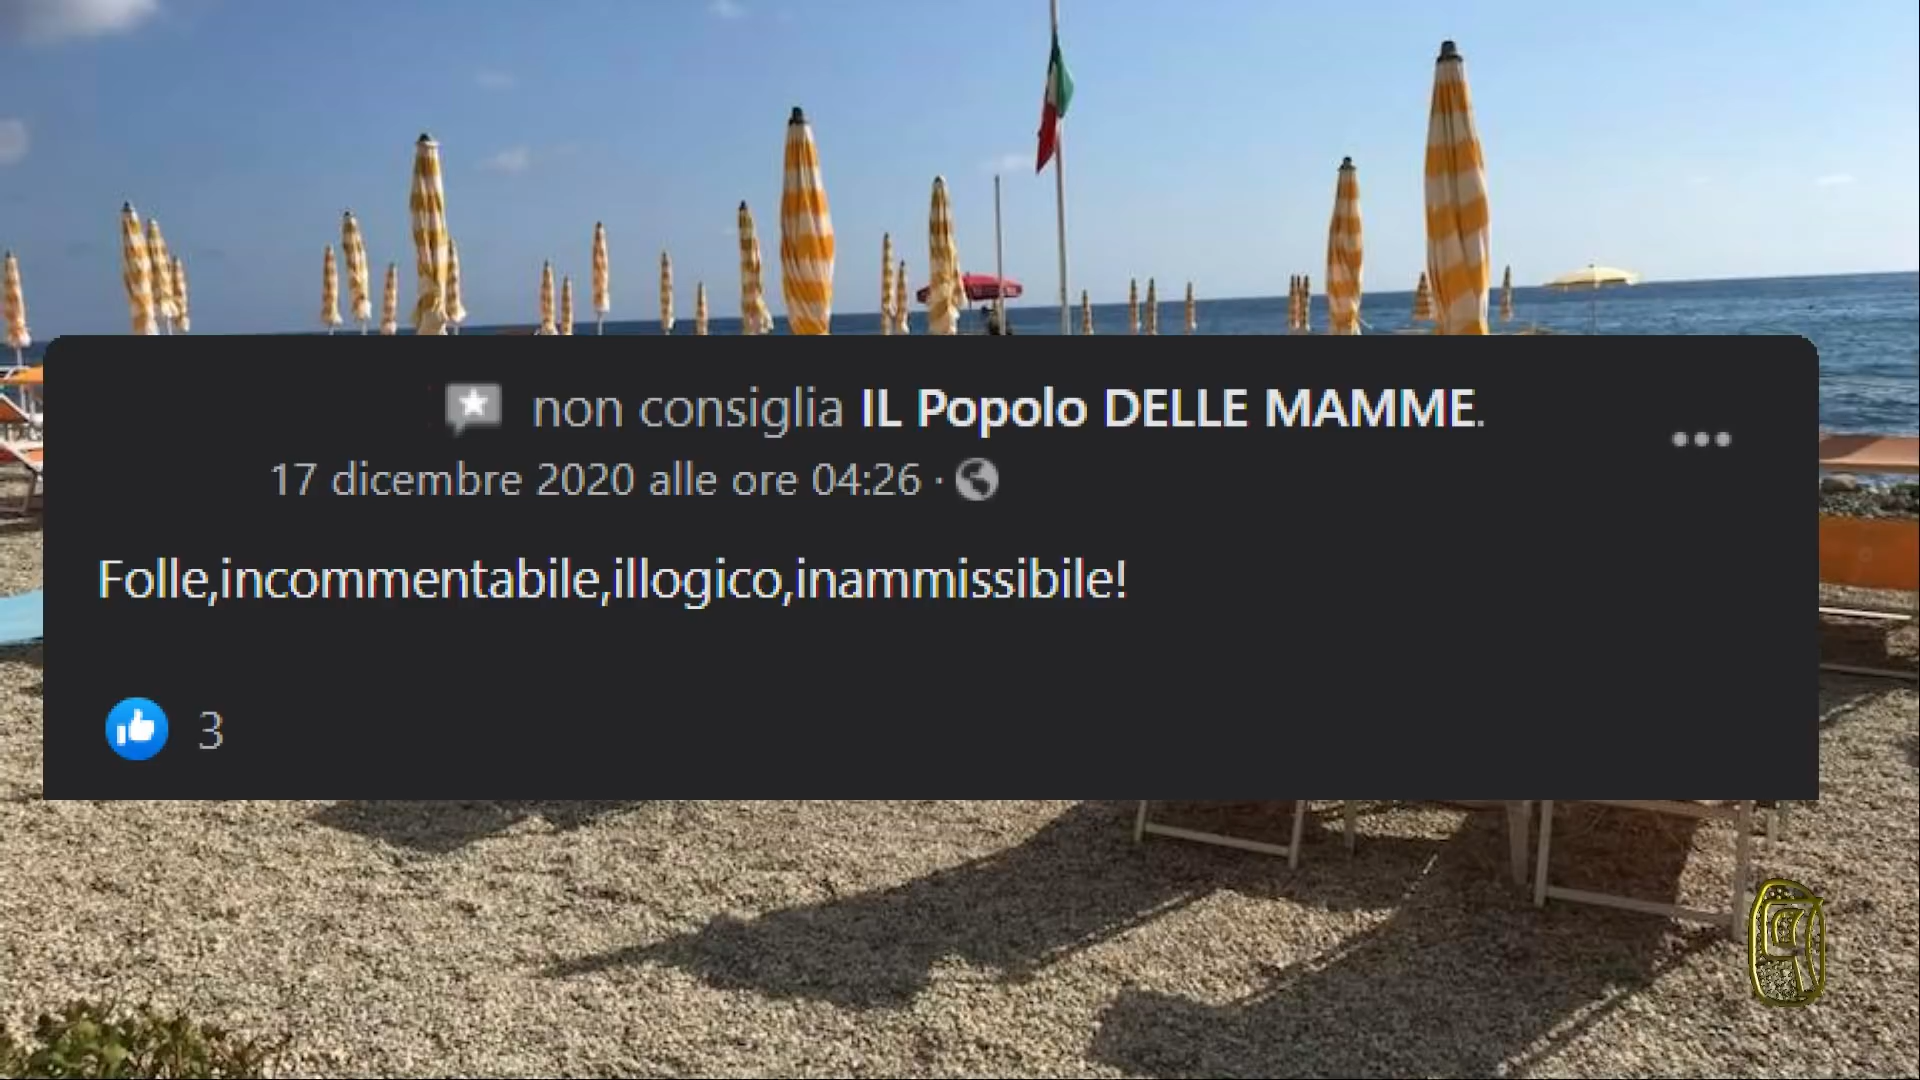 non consiglia IL Popolo DELLE MAMME.
17 dicembre 2020 alle ore 04:26 ·
Folle,incommentabile,illogico,inammissibile!
3